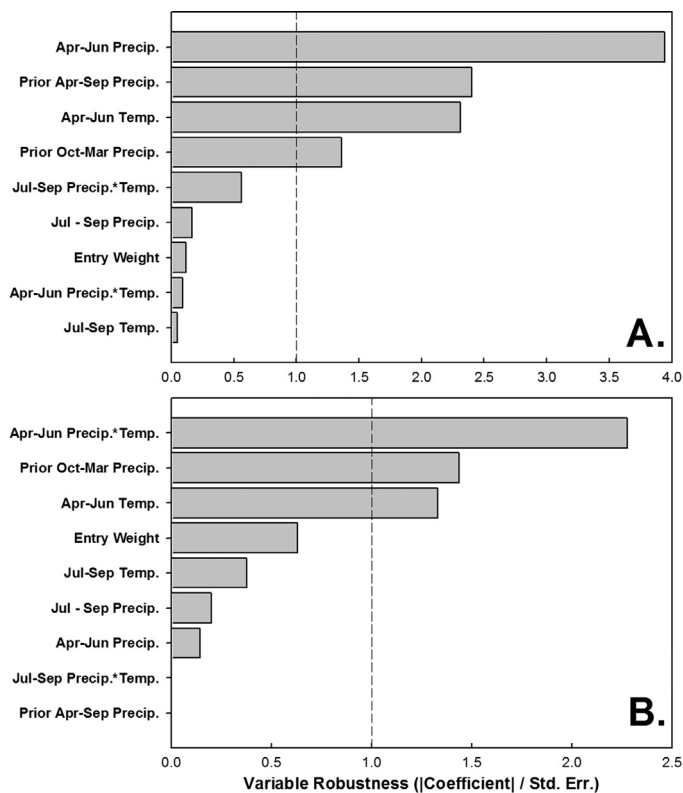 Apr-Jun Precip.
Prior Apr-Sep Precip.
Apr-Jun Temp.
Prior Oct-Mar Precip.
Jul-Sep Precip.*Temp.
Jul - Sep Precip.
Entry Weight
Apr-Jun Precip.*Temp.
Jul-Sep Temp.
A.
0.0 0.5 1.0 1.5 2.0 2.5 3.0 3.5 4.0
Apr-Jun Precip.*Temp.
Prior Oct-Mar Precip.
Apr-Jun Temp.
Entry Weight
Jul-Sep Temp.
Jul - Sep Precip.
Apr-Jun Precip.
Jul-Sep Precip.*Temp.
Prior Apr-Sep Precip.
B.
0.0 0.5 1.0 1.5 2.0 2.5
Variable Robustness (|Coefficient| / Std. Err.)